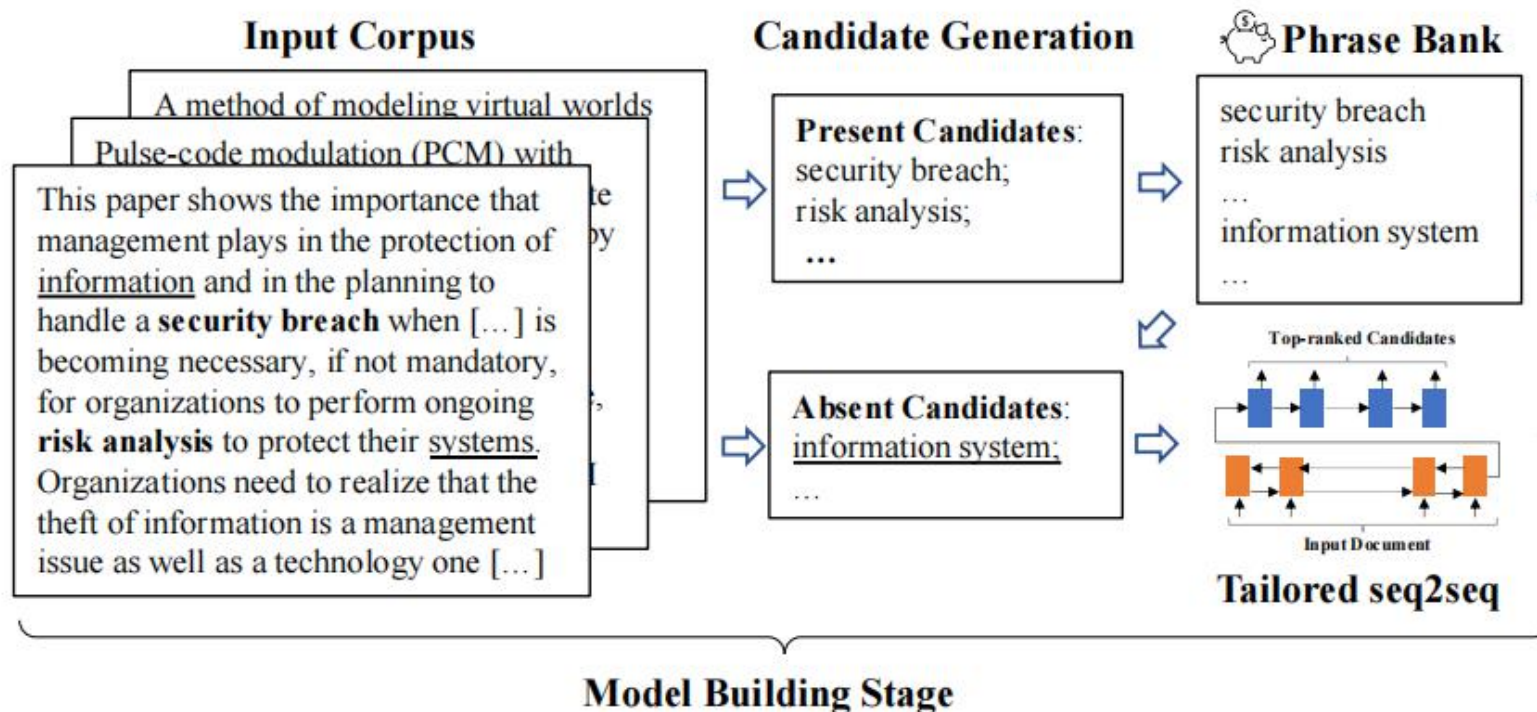 Input Corpus
A method of modeling virtual worlds
Pulse-code modulation (PCM) with
te
by
e,
This paper shows the importance that
management plays in the protection of
information and in the planning to
handle a security breach when […] is
becoming necessary, if not mandatory,
for organizations to perform ongoing
risk analysis to protect their systems.
Organizations need to realize that the
theft of information is a management
issue as well as a technology one […]
Candidate Generation
Present Candidates:
security breach;
risk analysis;
...
Absent Candidates:
information system;
...
Phrase Bank
security breach
risk analysis
...
information system
...
Top-ranked Candidates
Input Document
Tailored seq2seq
Model Building Stage